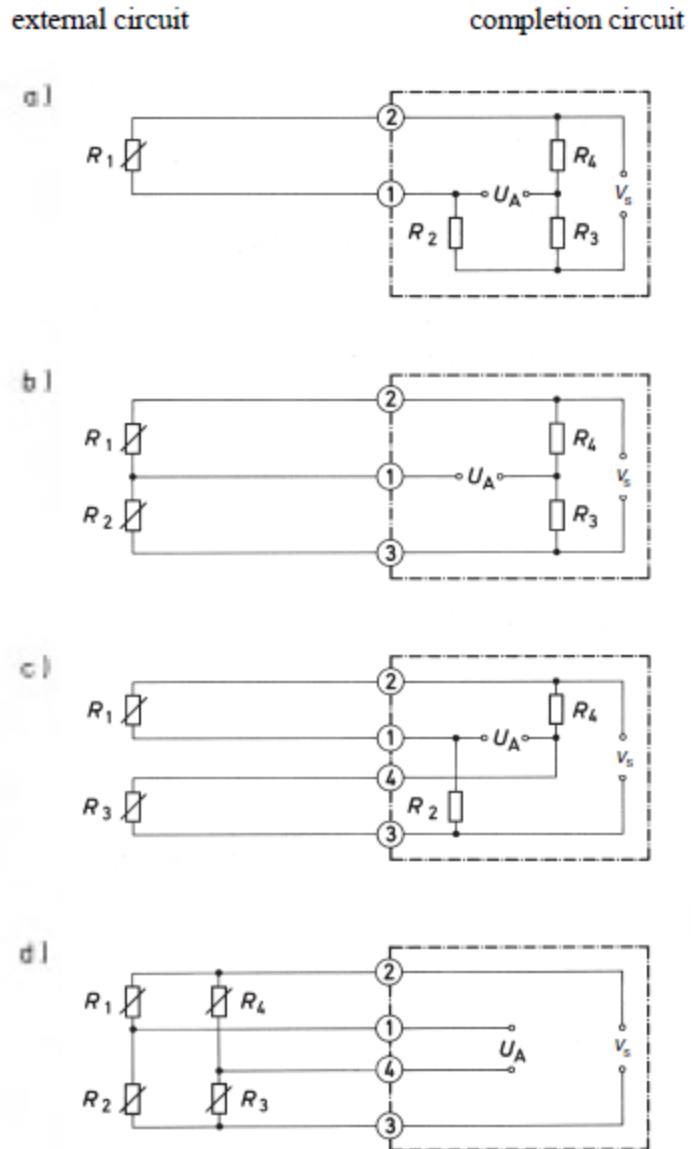 external circuit completion circuit
a)
2
R1 R4
1 UA Vs
R2 R3
b)
2
R1 R4
1 UA Vs
R2 R3
3
c)
2
R1 R4
1 UA
4 Vs
R3 R2
3
d)
2
R1 R4
1
UA Vs
4
R2 R3
3